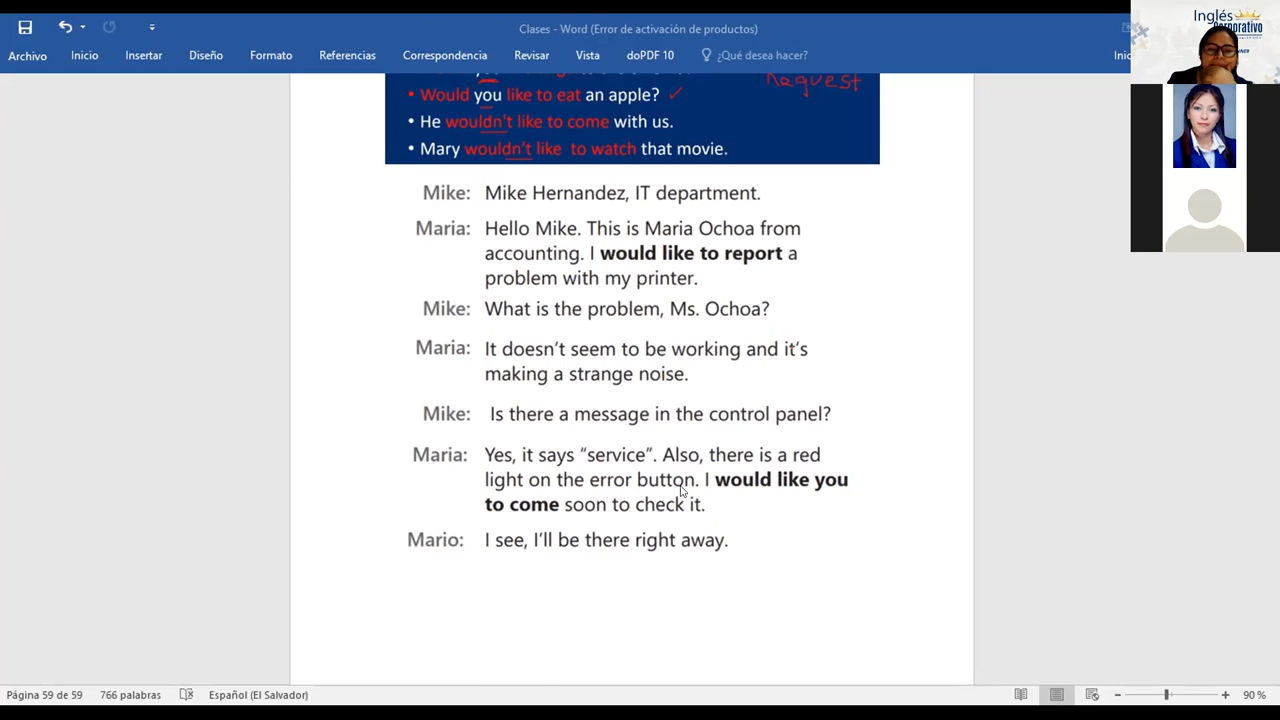 Clases - Word (Error de activación de productos)
Inglés
Corporativo
Archivo Inicio Insertar Diseño Formato Referencias Correspondencia Revisar Vista doPDF 10 ¿Qué desea hacer? Inic
Request
• Would you like to eat an apple? ✓
• He wouldn't like to come with us.
• Mary wouldn't like to watch that movie.
Mike: Mike Hernandez, IT department.
Maria: Hello Mike. This is Maria Ochoa from
accounting. I would like to report a
problem with my printer.
Mike: What is the problem, Ms. Ochoa?
Maria: It doesn't seem to be working and it's
making a strange noise.
Mike: Is there a message in the control panel?
Maria: Yes, it says “service”. Also, there is a red
light on the error button. I would like you
to come soon to check it.
Mario: I see, I'll be there right away.
Página 59 de 59 766 palabras Español (El Salvador) 90 %